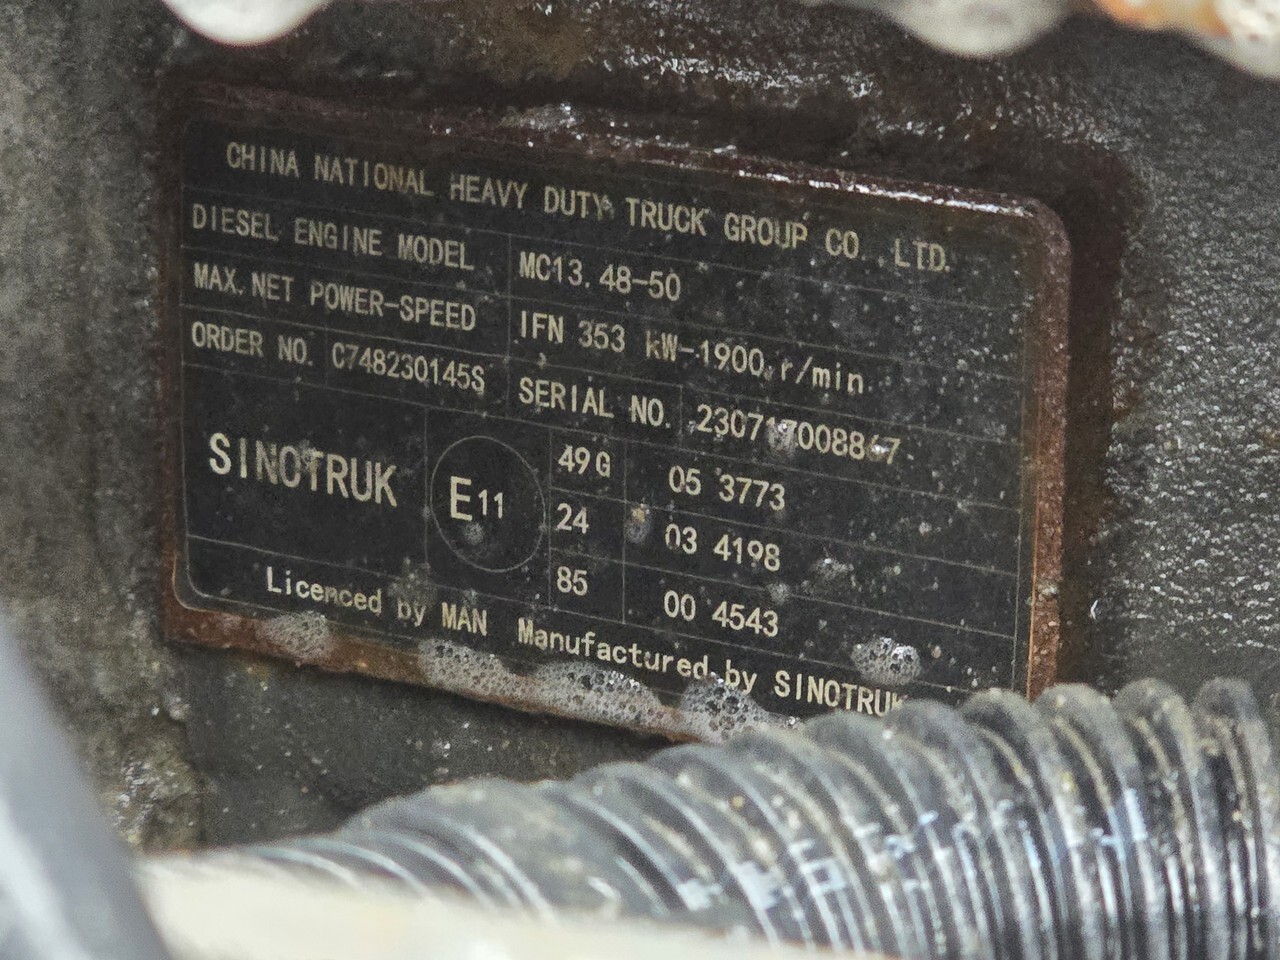 CHINA NATIONAL HEAVY DUTY TRUCK GROUP CO. LTD.
DIESEL ENGINE MODEL MC13.48-50
MAX.NET POWER-SPEED IFN 353 kW-1900 r/min
ORDER NO. C748230145S SERIAL NO. 230717008867
SINOTRUK E11
49G 05 3773
24 03 4198
85 00 4543
Licenced by MAN Manufactured by SINOTRUK